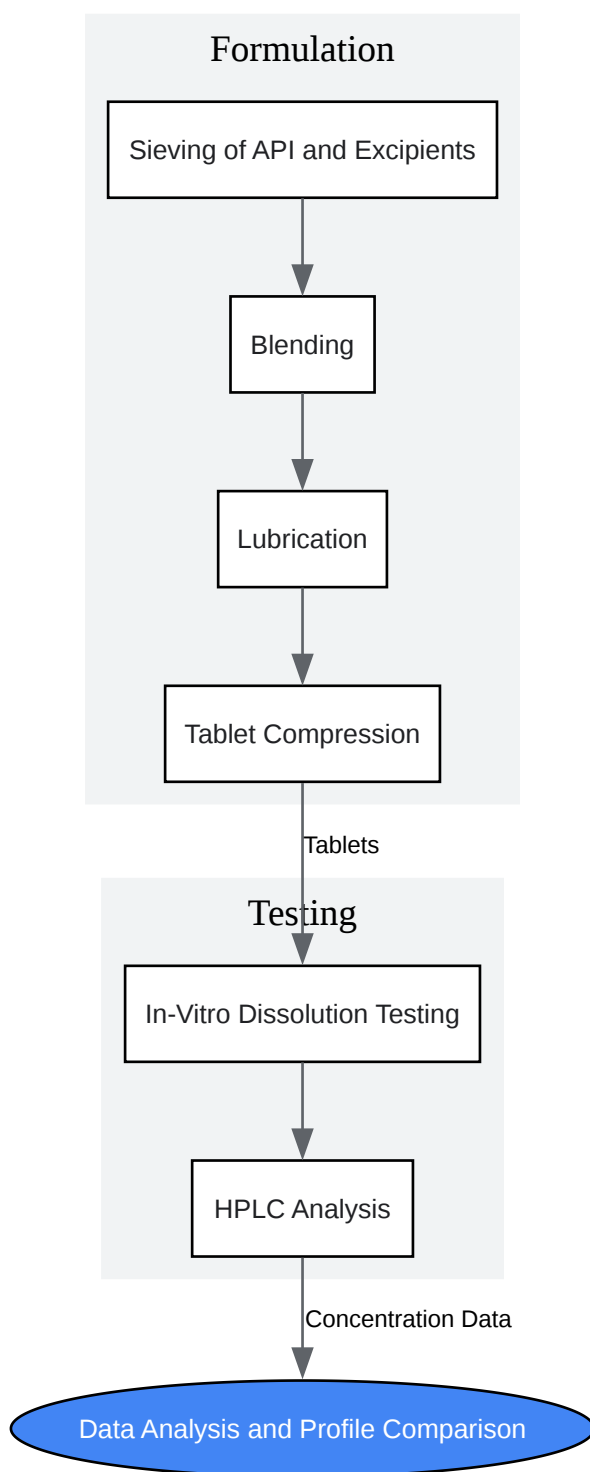 Formulation
Sieving of API and Excipients
Blending
Lubrication
Tablet Compression
Tablets
Testing
In-Vitro Dissolution Testing
HPLC Analysis
Concentration Data
Data Analysis and Profile Comparison